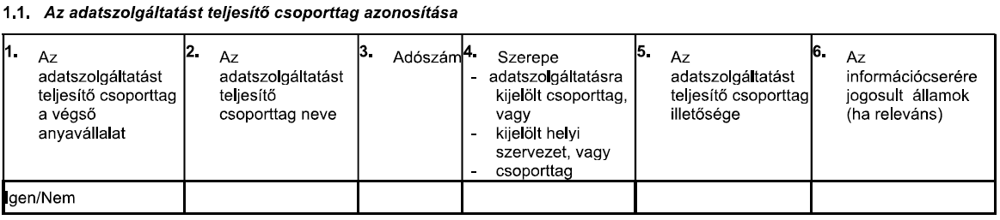 1.1. Az adatszolgáltatást teljesítő csoporttag azonosítása
1. Az
adatszolgáltatást
teljesítő csoporttag
a végső
anyavállalat
2. Az
adatszolgáltatást
teljesítő
csoporttag neve
3. Adószám
4. Szerepe
- adatszolgáltatásra
kijelölt csoporttag,
vagy
- kijelölt helyi
szervezet, vagy
- csoporttag
5. Az
adatszolgáltatást
teljesítő csoporttag
illetősége
6. Az
információcserére
jogosult államok
(ha releváns)
Igen/Nem